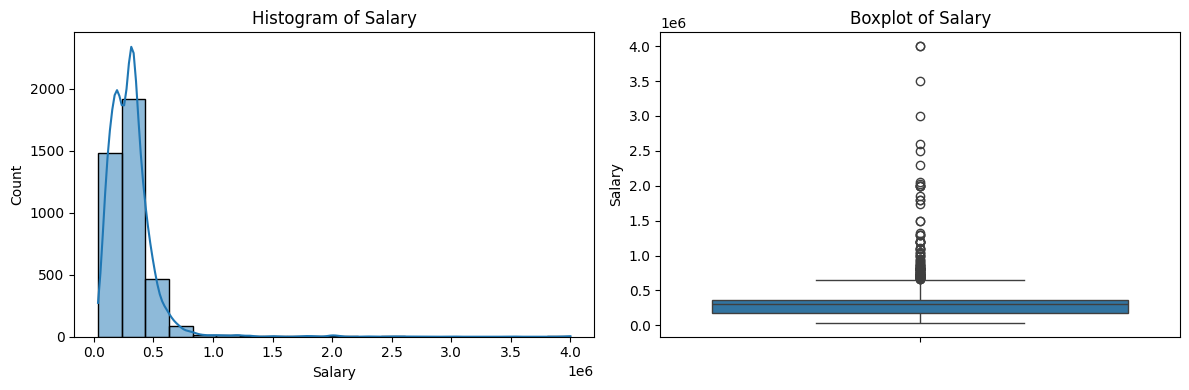 Histogram of Salary
2000
1500
1000
500
0
Count
0.0 0.5 1.0 1.5 2.0 2.5 3.0 3.5 4.0
1e6
Salary
Boxplot of Salary
1e6
4.0
3.5
3.0
2.5
2.0
1.5
1.0
0.5
0.0
Salary